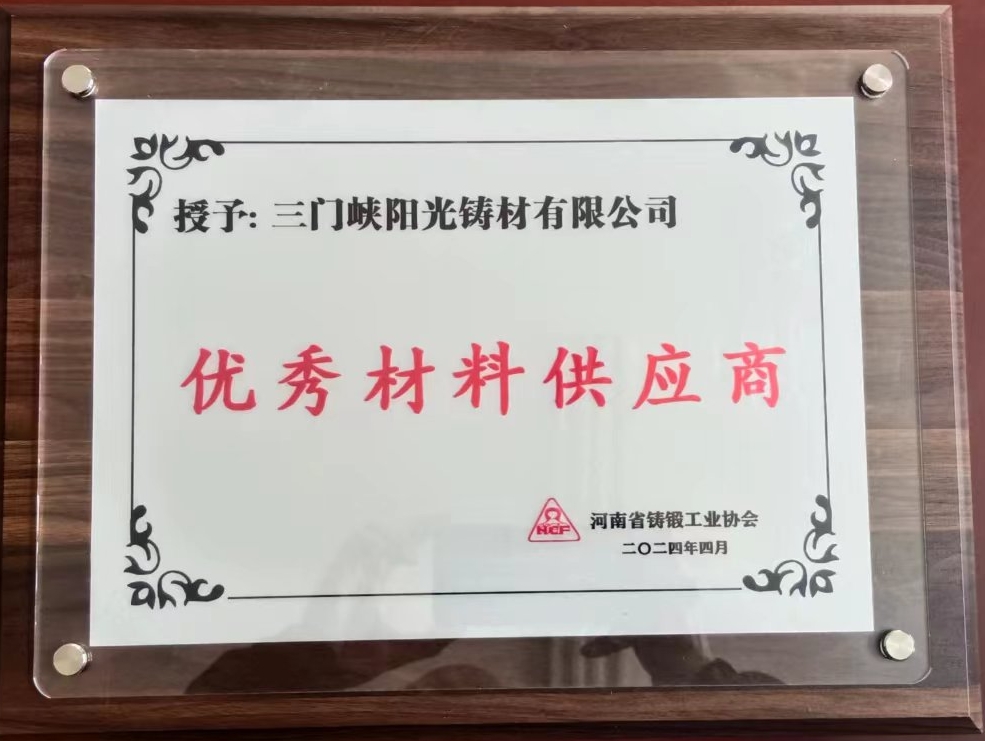 授予: 三门峡阳光铸材有限公司
优秀材料供应商
HCF
河南省铸锻工业协会
二〇二四年四月